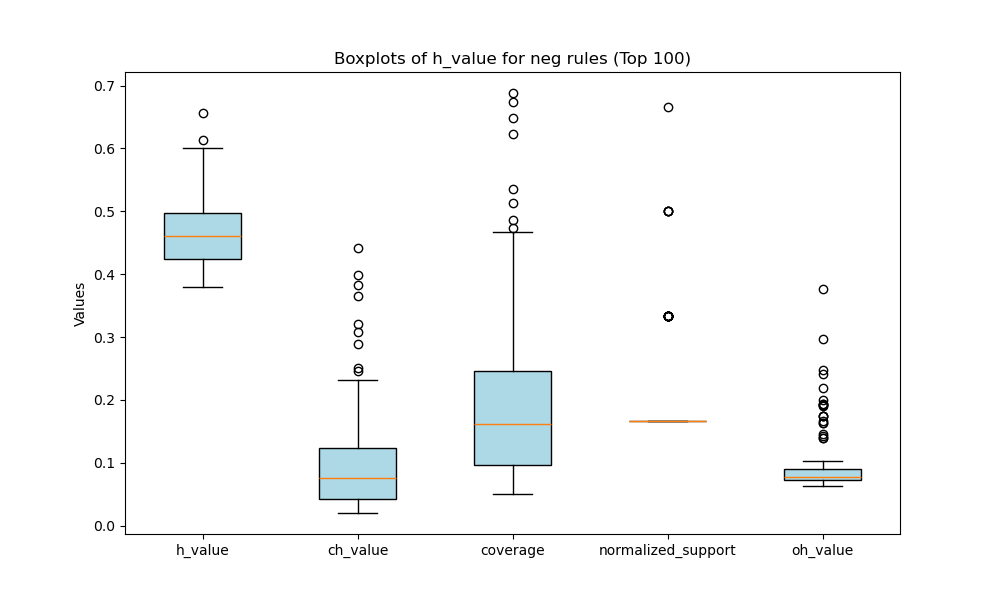 Boxplots of h_value for neg rules (Top 100)
Values
0.7
0.6
0.5
0.4
0.3
0.2
0.1
0.0
h_value
ch_value
coverage
normalized_support
oh_value